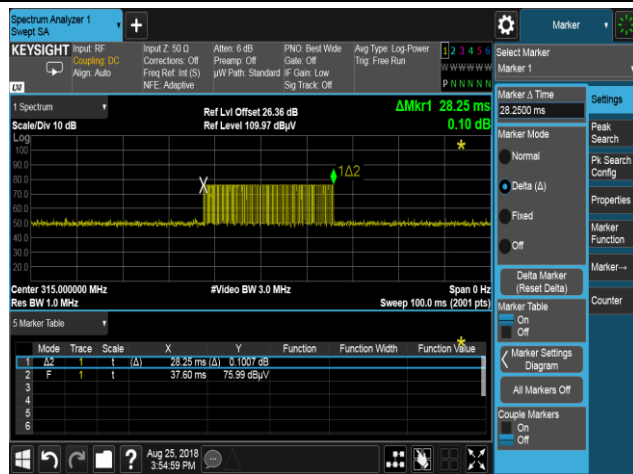 Spectrum Analyzer 1
Swept SA
Marker
KEYSIGHT
Input: RF
Coupling: DC
Align: Auto
Input Z: 50 Ω
Corrections: Off
Freq Ref: Int (S)
NFE: Adaptive
Atten: 6 dB
Preamp: Off
µW Path: Standard
PNO: Best Wide
Gate: Off
IF Gain: Low
Sig Track: Off
Avg Type: Log-Power
Trig: Free Run
1 2 3 4 5 6
W W W W W W
P N N N N N
LXI
Select Marker
Marker 1
1 Spectrum
Scale/Div 10 dB
Ref Lvl Offset 26.36 dB
Ref Level 109.97 dBµV
ΔMkr1 28.25 ms
0.10 dB
Log
100
90.0
80.0
70.0
60.0
50.0
40.0
30.0
20.0
X
1Δ2
Center 315.000000 MHz
Res BW 1.0 MHz
#Video BW 3.0 MHz
Span 0 Hz
Sweep 100.0 ms (2001 pts)
5 Marker Table
Mode Trace Scale X Y Function Function Width Function Value
1 Δ2 1 t (Δ) 28.25 ms (Δ) 0.1007 dB
2 F 1 t 37.60 ms 75.99 dBµV
3
4
5
6
Marker Δ Time
28.2500 ms
Marker Mode
Normal
Delta (Δ)
Fixed
Off
Delta Marker
(Reset Delta)
Marker Table
On
Off
Marker Settings
Diagram
All Markers Off
Couple Markers
On
Off
Settings
Peak
Search
Pk Search
Config
Properties
Marker
Function
Marker→
Counter
?
Aug 25, 2018
3:54:59 PM